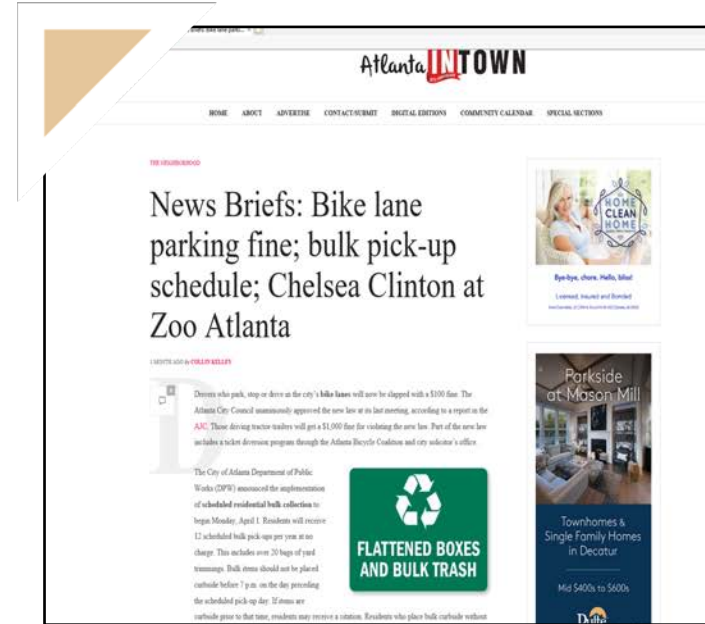 Atlanta INTOWN
HOME ABOUT ADVERTISE CONTACT/SUBMIT DIGITAL EDITIONS COMMUNITY CALENDAR SPECIAL SECTIONS
THE NEIGHBORHOOD
News Briefs: Bike lane
parking fine; bulk pick-up
schedule; Chelsea Clinton at
Zoo Atlanta
1 MONTH AGO by COLLIN KELLEY
Drivers who park, stop or drive in the city's bike lanes will now be slapped with a $100 fine. The
Atlanta City Council unanimously approved the new law at its last meeting, according to a report in the
AJC. Those driving tractor-trailers will get a $1,000 fine for violating the new law. Part of the new law
includes a ticket diversion program through the Atlanta Bicycle Coalition and city solicitor's office.
The City of Atlanta Department of Public
Works (DPW) announced the implementation
of scheduled residential bulk collection to
begin Monday, April 1. Residents will receive
12 scheduled bulk pick-ups per year at no
charge. This includes over 20 bags of yard
trimmings. Bulk items should not be placed
curbside before 7 p.m. on the day preceding
the scheduled pick-up day. If items are
curbside prior to that time, residents may receive a citation. Residents who place bulk curbside without
FLATTENED BOXES
AND BULK TRASH
HOME
CLEAN
HOME
Bye-bye, chore. Hello, bliss!
Licensed, Insured and Bonded
Parkside
at Mason Mill
Townhomes &
Single Family Homes
in Decatur
Mid $400s to $600s
Pulte